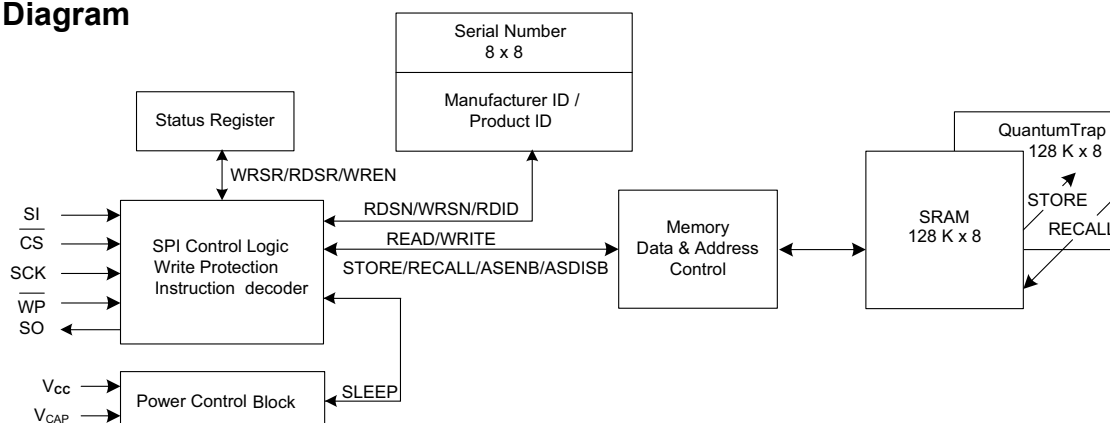 Diagram
Serial Number
8 x 8
Manufacturer ID /
Product ID
Status Register
QuantumTrap
128 K x 8
WRSR/RDSR/WREN
STORE
RECALL
SI
CS
SCK
WP
SO
SPI Control Logic
Write Protection
Instruction decoder
RDSN/WRSN/RDID
READ/WRITE
STORE/RECALL/ASENB/ASDISB
Memory
Data & Address
Control
SRAM
128 K x 8
VCC
VCAP
Power Control Block
SLEEP